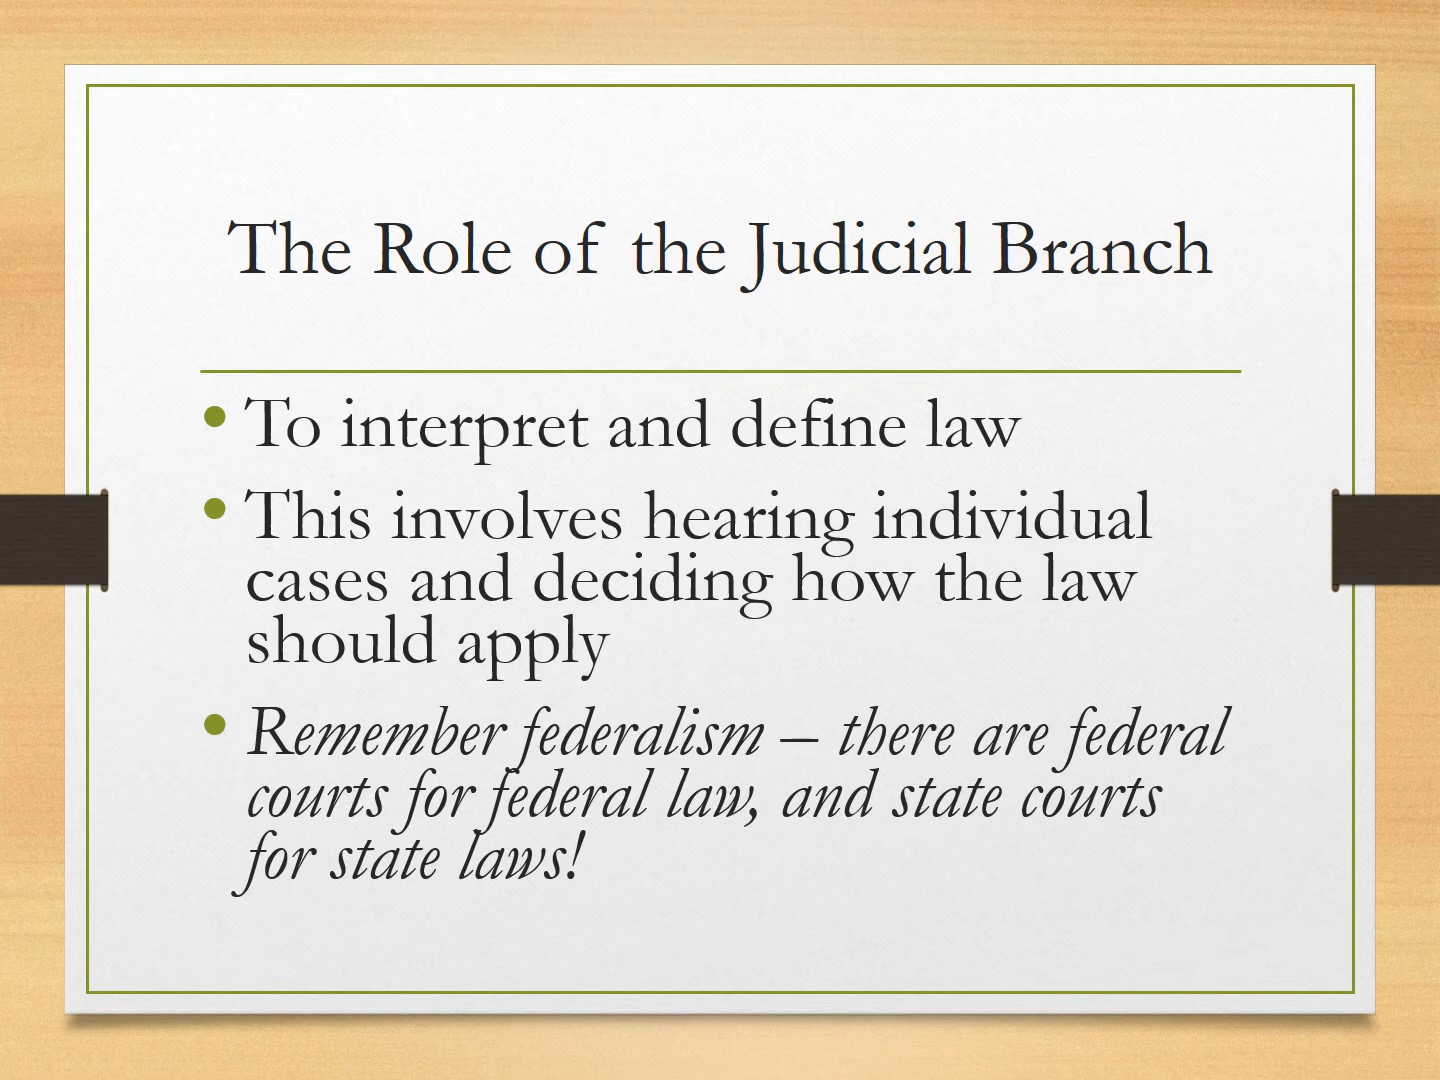 The Role of the Judicial Branch
• To interpret and define law
• This involves hearing individual
cases and deciding how the law
should apply
• Remember federalism – there are federal
courts for federal law, and state courts
for state laws!